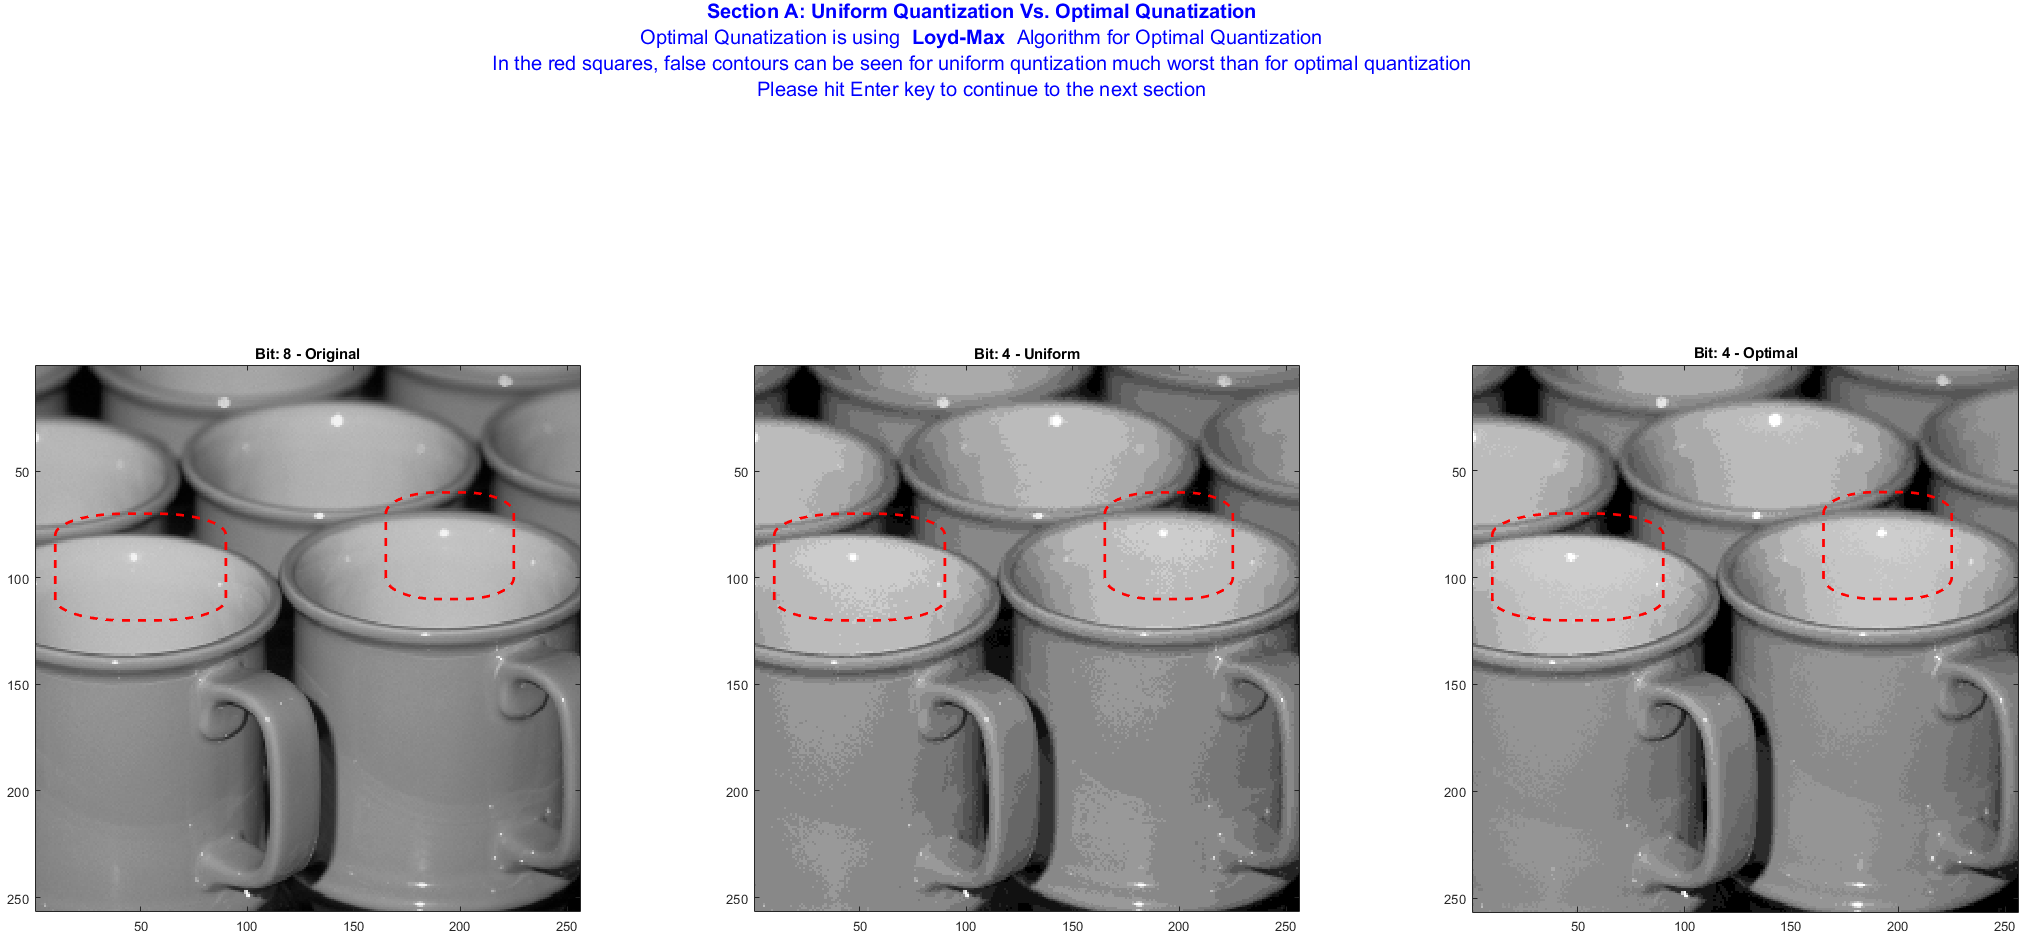 Section A: Uniform Quantization Vs. Optimal Qunatization
Optimal Qunatization is using Loyd-Max Algorithm for Optimal Quantization
In the red squares, false contours can be seen for uniform quntization much worst than for optimal quantization
Please hit Enter key to continue to the next section
Bit: 8 - Original
50
100
150
200
250
50 100 150 200 250
Bit: 4 - Uniform
50
100
150
200
250
50 100 150 200 250
Bit: 4 - Optimal
50
100
150
200
250
50 100 150 200 250